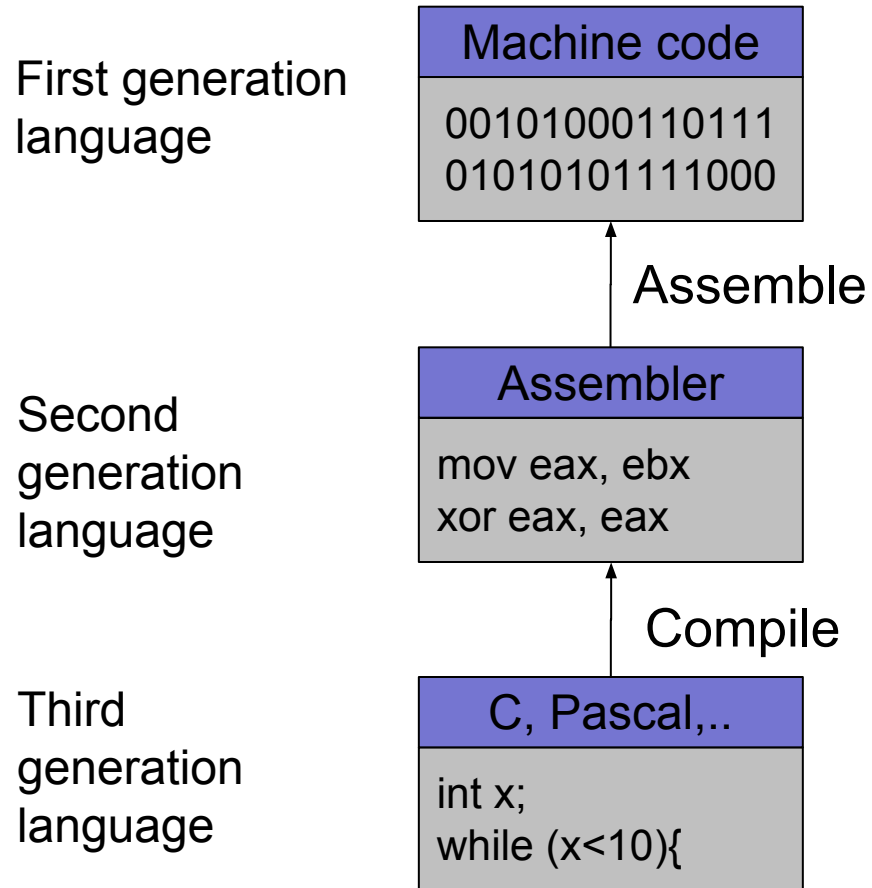 First generation
language
Machine code
00101000110111
01010101111000
Assemble
Second
generation
language
Assembler
mov eax, ebx
xor eax, eax
Compile
Third
generation
language
C, Pascal,..
int x;
while (x<10){